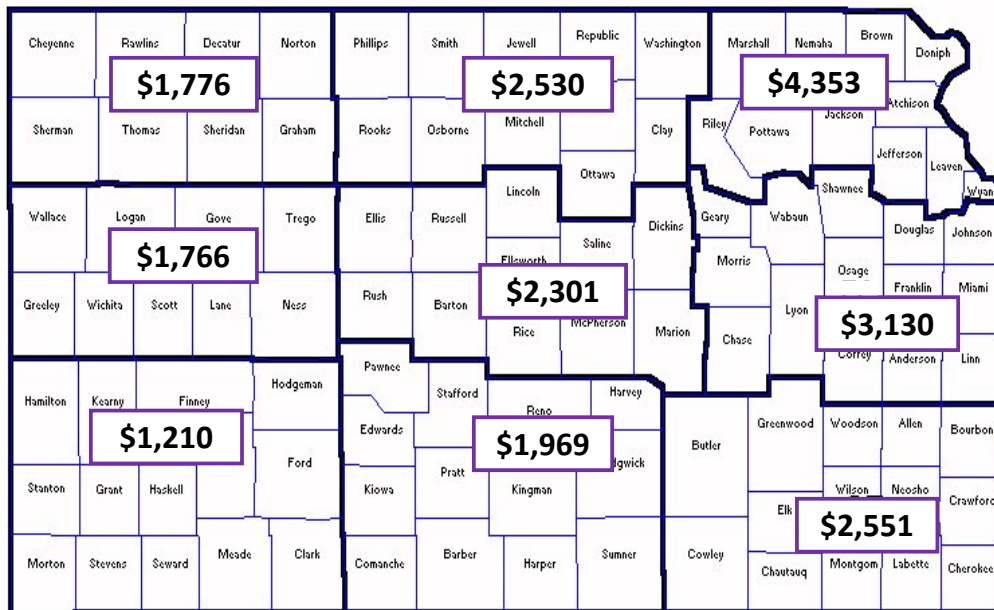 Cheyenne Rawlins Decatur Norton Phillips Smith Jewell Republic Washington Marshall Nemaha Brown
Doniph
$1,776 $2,530 $4,353
Atchison
Sherman Thomas Sheridan Graham Rooks Osborne Mitchell Clay Riley Pottawa Jackson
Jefferson
Leaven
Ottawa
Wyan
Lincoln Shawnee
Wallace Logan Gove Trego Ellis Russell Dickins Geary Wabaun
Douglas Johnson
Saline
Ellsworth Morris
Osage
$1,766
Franklin Miami
$2,301
Greeley Wichita Scott Lane Ness Rush Barton Rice McPherson Marion Chase Lyon
$3,130
Coffey Anderson Linn
Pawnee
Hamilton Kearny Finney Hodgeman Stafford Reno Harvey
$1,210 $1,969
Edwards Butler Greenwood Woodson Allen Bourbon
Ford Pratt dgwick
Stanton Grant Haskell Kiowa Kingman Wilson Neosho Crawford
Elk
$2,551
Morton Stevens Seward Meade Clark Comanche Barber Harper Sumner Cowley Chautauq Montgom Labette Cherokee